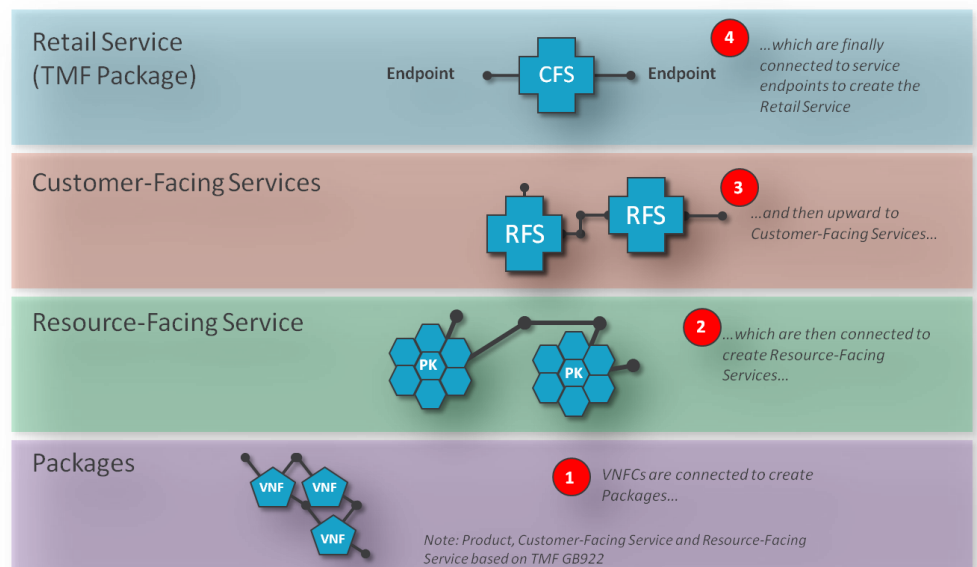 Retail Service
(TMF Package)
Endpoint
CFS
Endpoint
4
...which are finally
connected to service
endpoints to create the
Retail Service
Customer-Facing Services
RFS
RFS
3
...and then upward to
Customer-Facing Services...
Resource-Facing Service
PK
PK
2
...which are then connected to
create Resource-Facing
Services...
Packages
VNF
VNF
VNF
1
VNFCs are connected to create
Packages...
Note: Product, Customer-Facing Service and Resource-Facing
Service based on TMF GB922